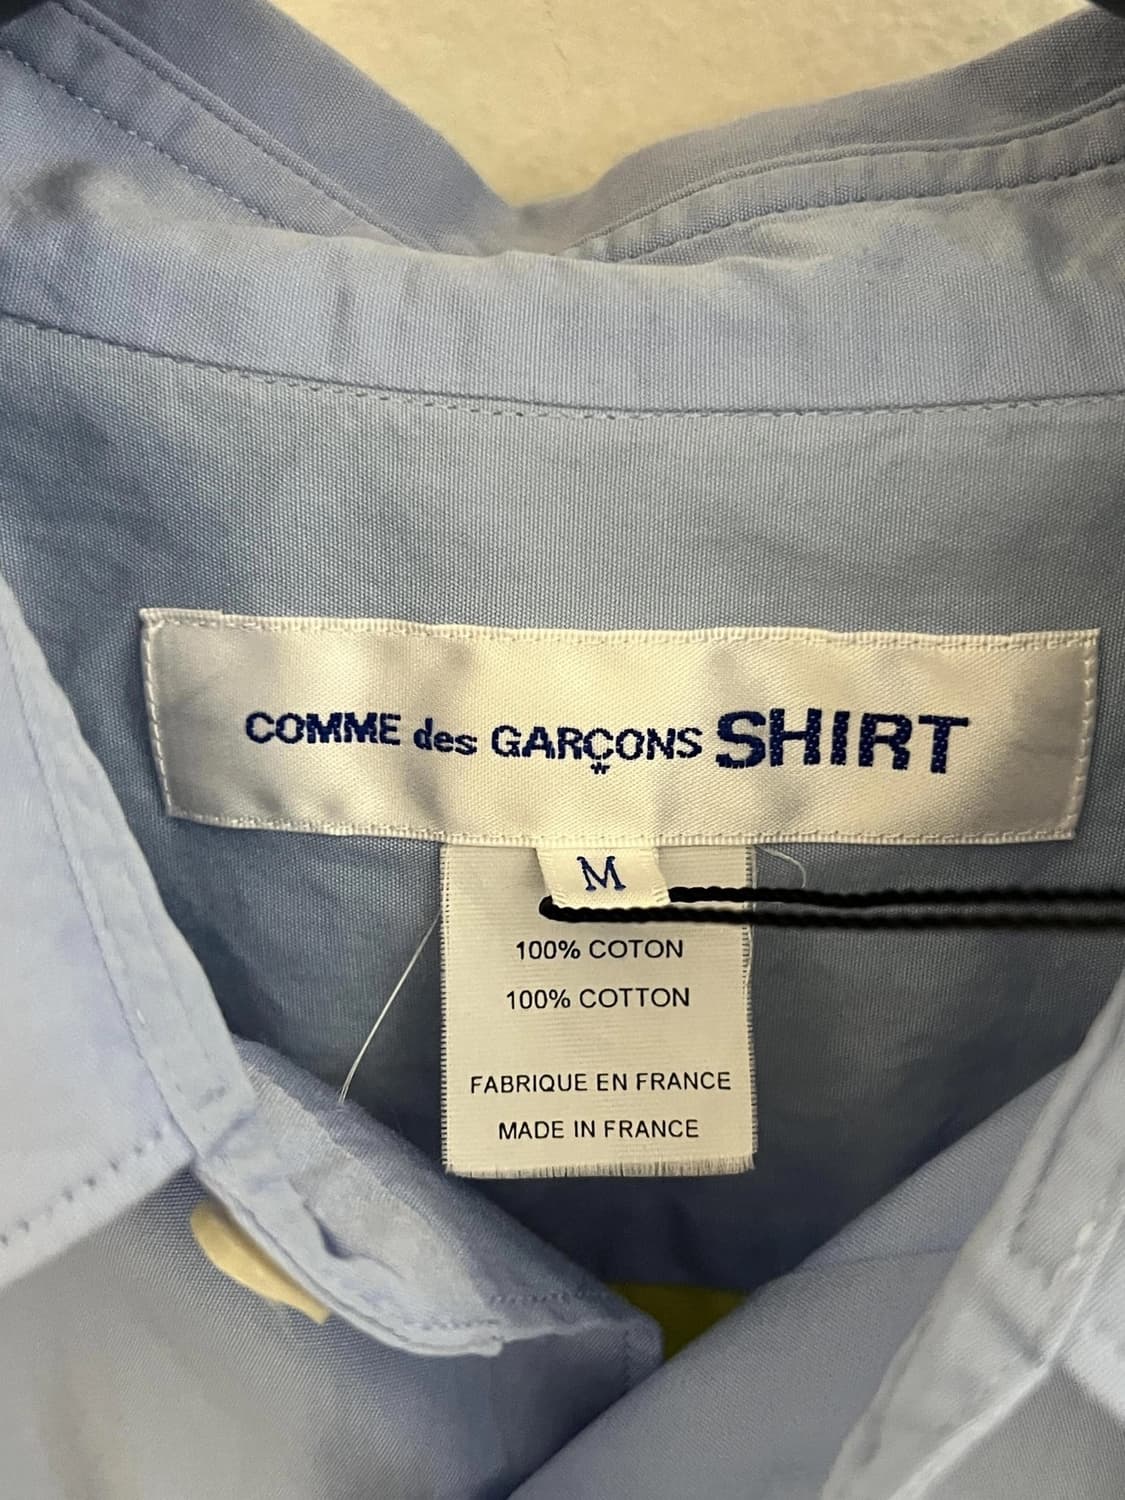 COMME des GARÇONS SHIRT
M
100% COTON
100% COTTON
FABRIQUE EN FRANCE
MADE IN FRANCE